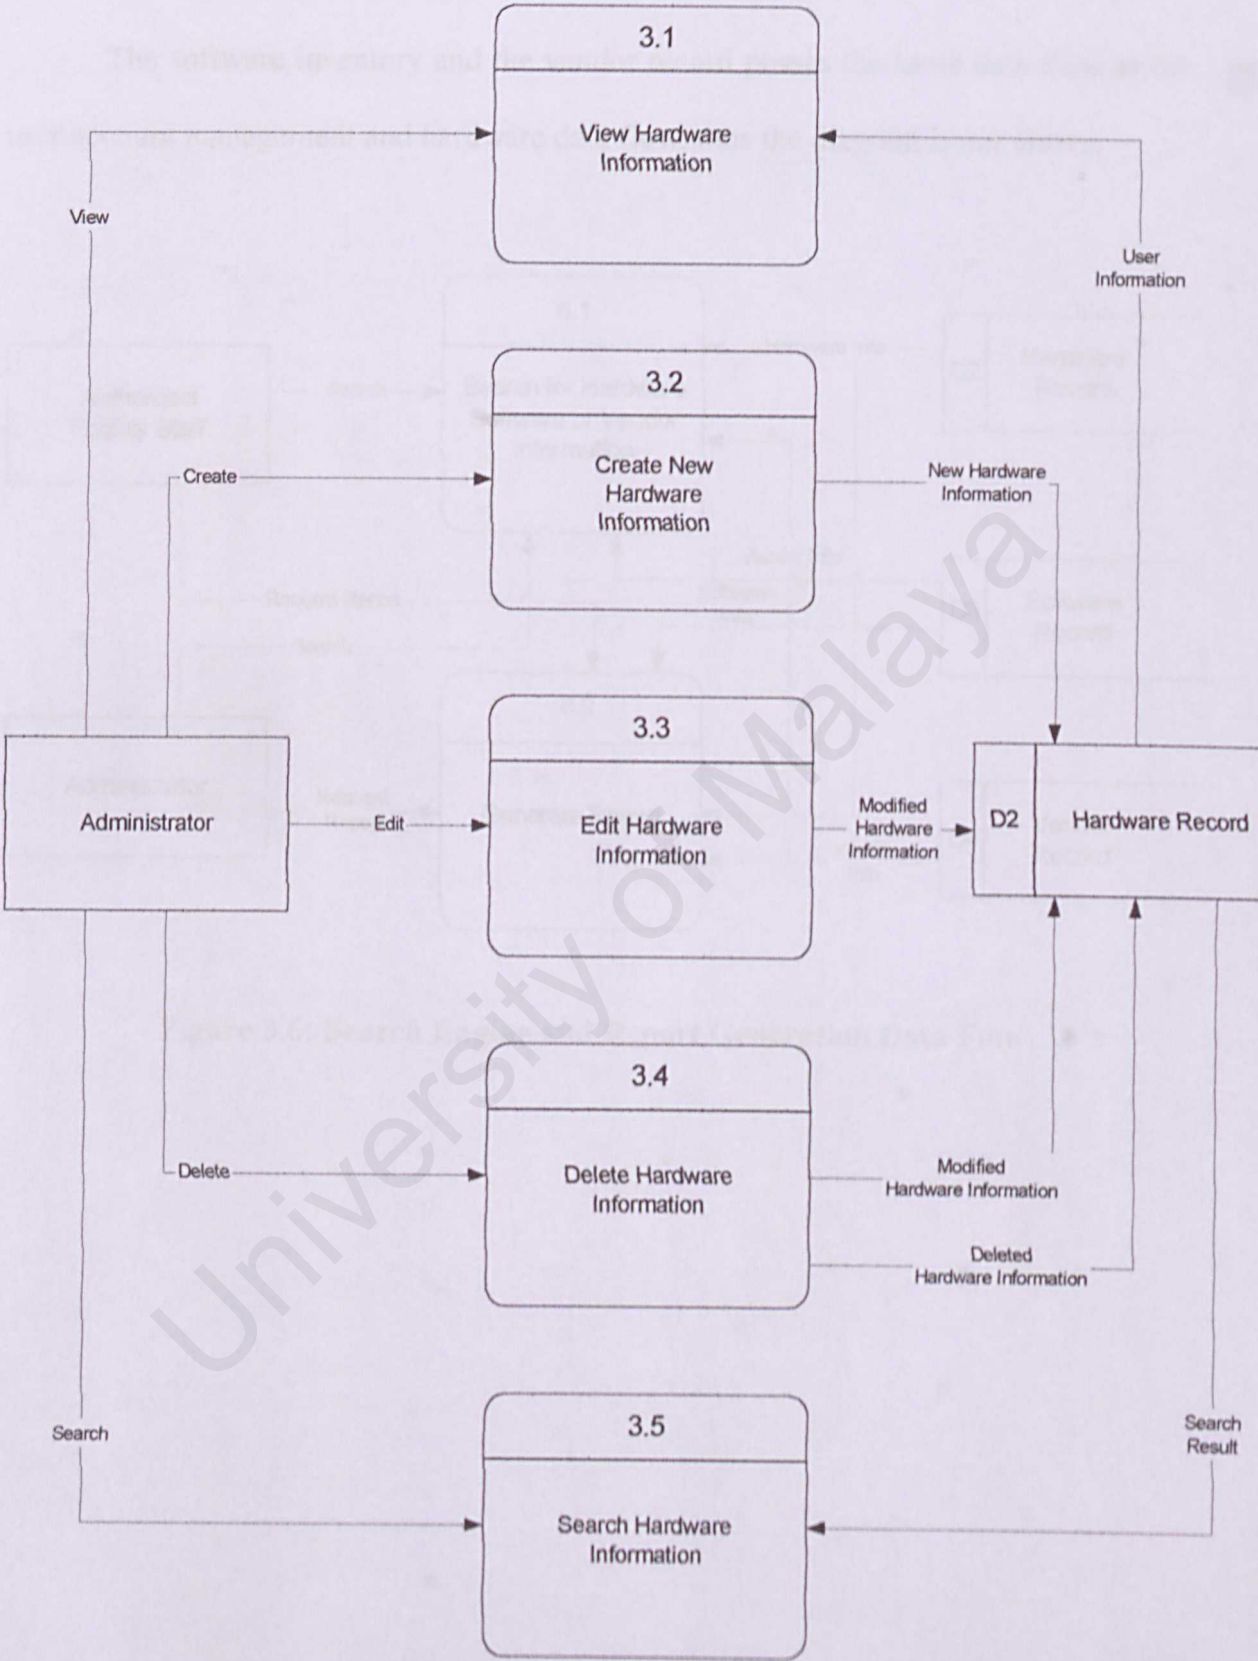 3.1
View Hardware
Information
View
User
Information
3.2
Create New
Hardware
Information
Create
New Hardware
Information
3.3
Edit Hardware
Information
Administrator
Edit
Modified
Hardware
Information
D2
Hardware Record
3.4
Delete Hardware
Information
Delete
Modified
Hardware Information
Deleted
Hardware Information
3.5
Search Hardware
Information
Search
Search
Result
University of Malaya